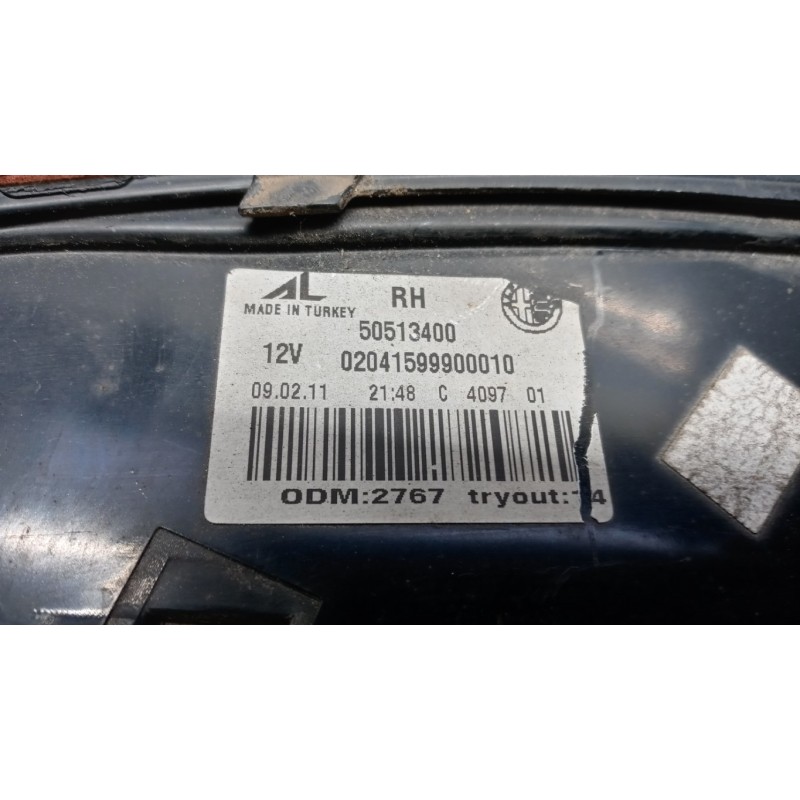 AL RH
MADE IN TURKEY
50513400
12V 02041599900010
09.02.11 21:48 C 4097 01
ODM:2767 tryout: